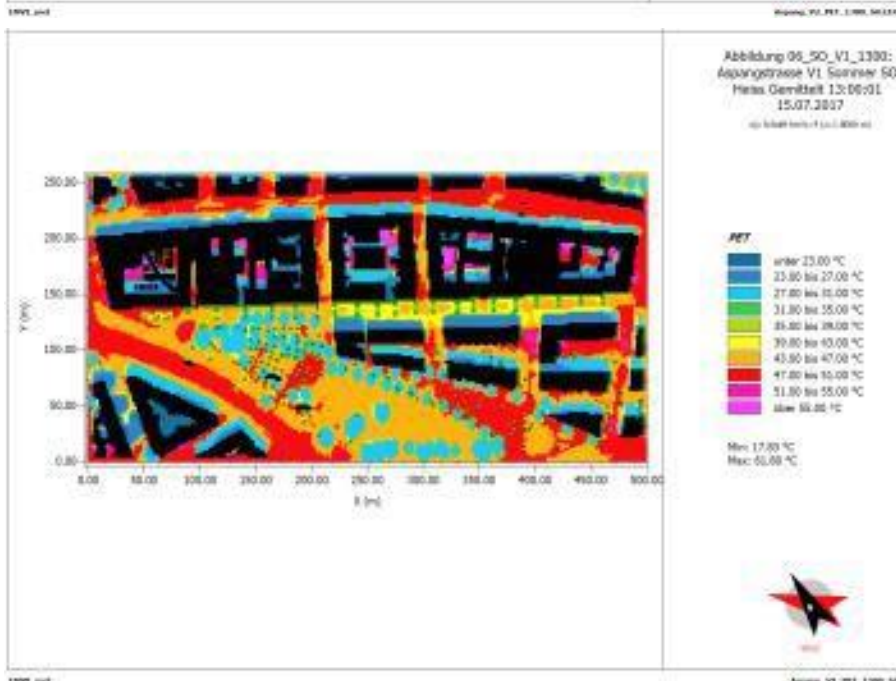 Abbildung 06_SO_V1_1300:
Aspangstrasse V1 Sommer SO
Heiss Gemittelt 13:00:01
15.07.2017
PET
unter 23.00 °C
23.00 bis 27.00 °C
27.00 bis 31.00 °C
31.00 bis 35.00 °C
35.00 bis 39.00 °C
39.00 bis 43.00 °C
43.00 bis 47.00 °C
47.00 bis 51.00 °C
51.00 bis 55.00 °C
über 55.00 °C
Max: 61.80 °C
250.00
200.00
150.00
100.00
50.00
0.00
Y (m)
0.00 50.00 100.00 150.00 200.00 250.00 300.00 350.00 400.00 450.00 500.00
X (m)